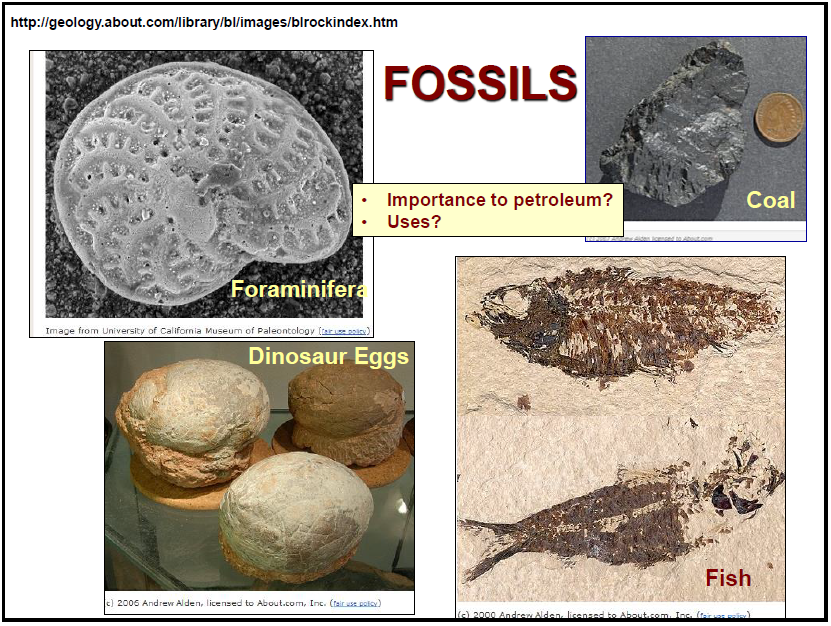 http://geology.about.com/library/bl/images/blrockindex.htm
FOSSILS
• Importance to petroleum?
• Uses?
Coal
(c) 2007 Andrew Alden licensed to About.com
Foraminifera
Image from University of California Museum of Paleontology (fair use policy)
Dinosaur Eggs
c) 2006 Andrew Alden, licensed to About.com, Inc. (fair use policy)
Fish
(c) 2000 Andrew Alden, licensed to About.com, Inc. (fair use policy)